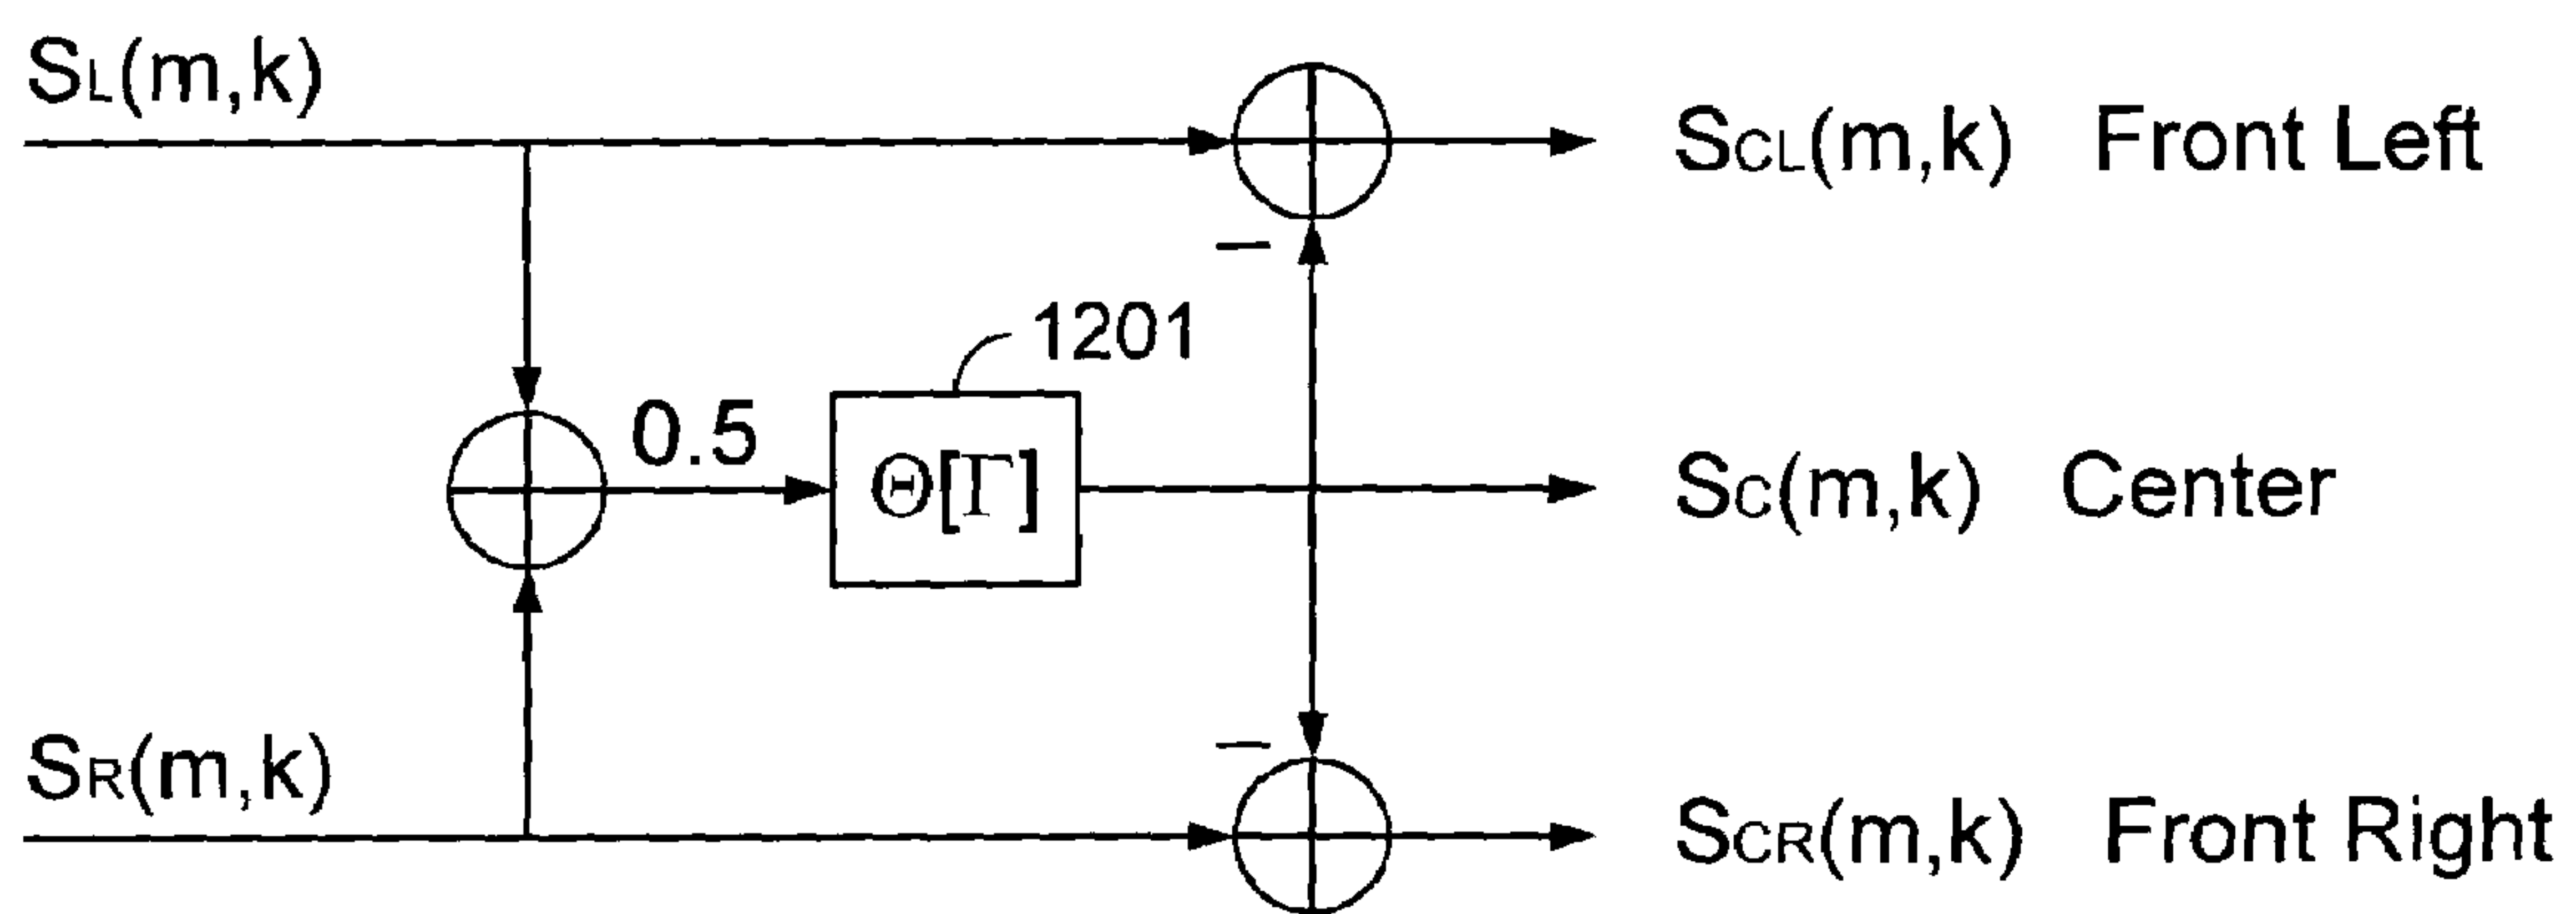 SL(m,k)
SCL(m,k) Front Left
1201
0.5
Θ[Γ]
SC(m,k) Center
SR(m,k)
SCR(m,k) Front Right